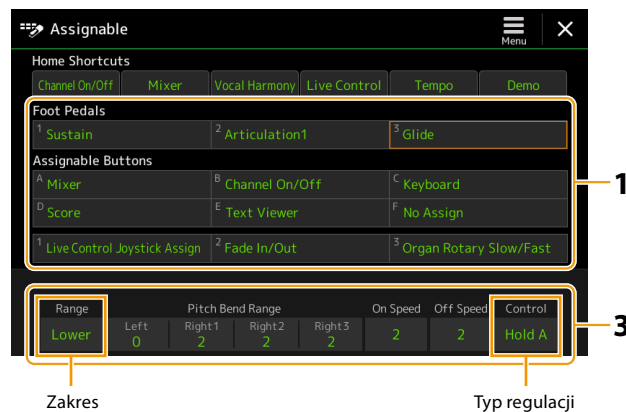 Assignable
Menu
Home Shortcuts
Channel On/Off Mixer Vocal Harmony Live Control Tempo Demo
Foot Pedals
1 Sustain 2 Articulation1 3 Glide
Assignable Buttons
A Mixer B Channel On/Off C Keyboard
D Score E Text Viewer F No Assign
1 Live Control Joystick Assign 2 Fade In/Out 3 Organ Rotary Slow/Fast
1
Range Pitch Bend Range On Speed Off Speed Control
Left Right1 Right2 Right3
Lower 0 2 2 2 2 2 Hold A
3
Zakres Typ regulacji